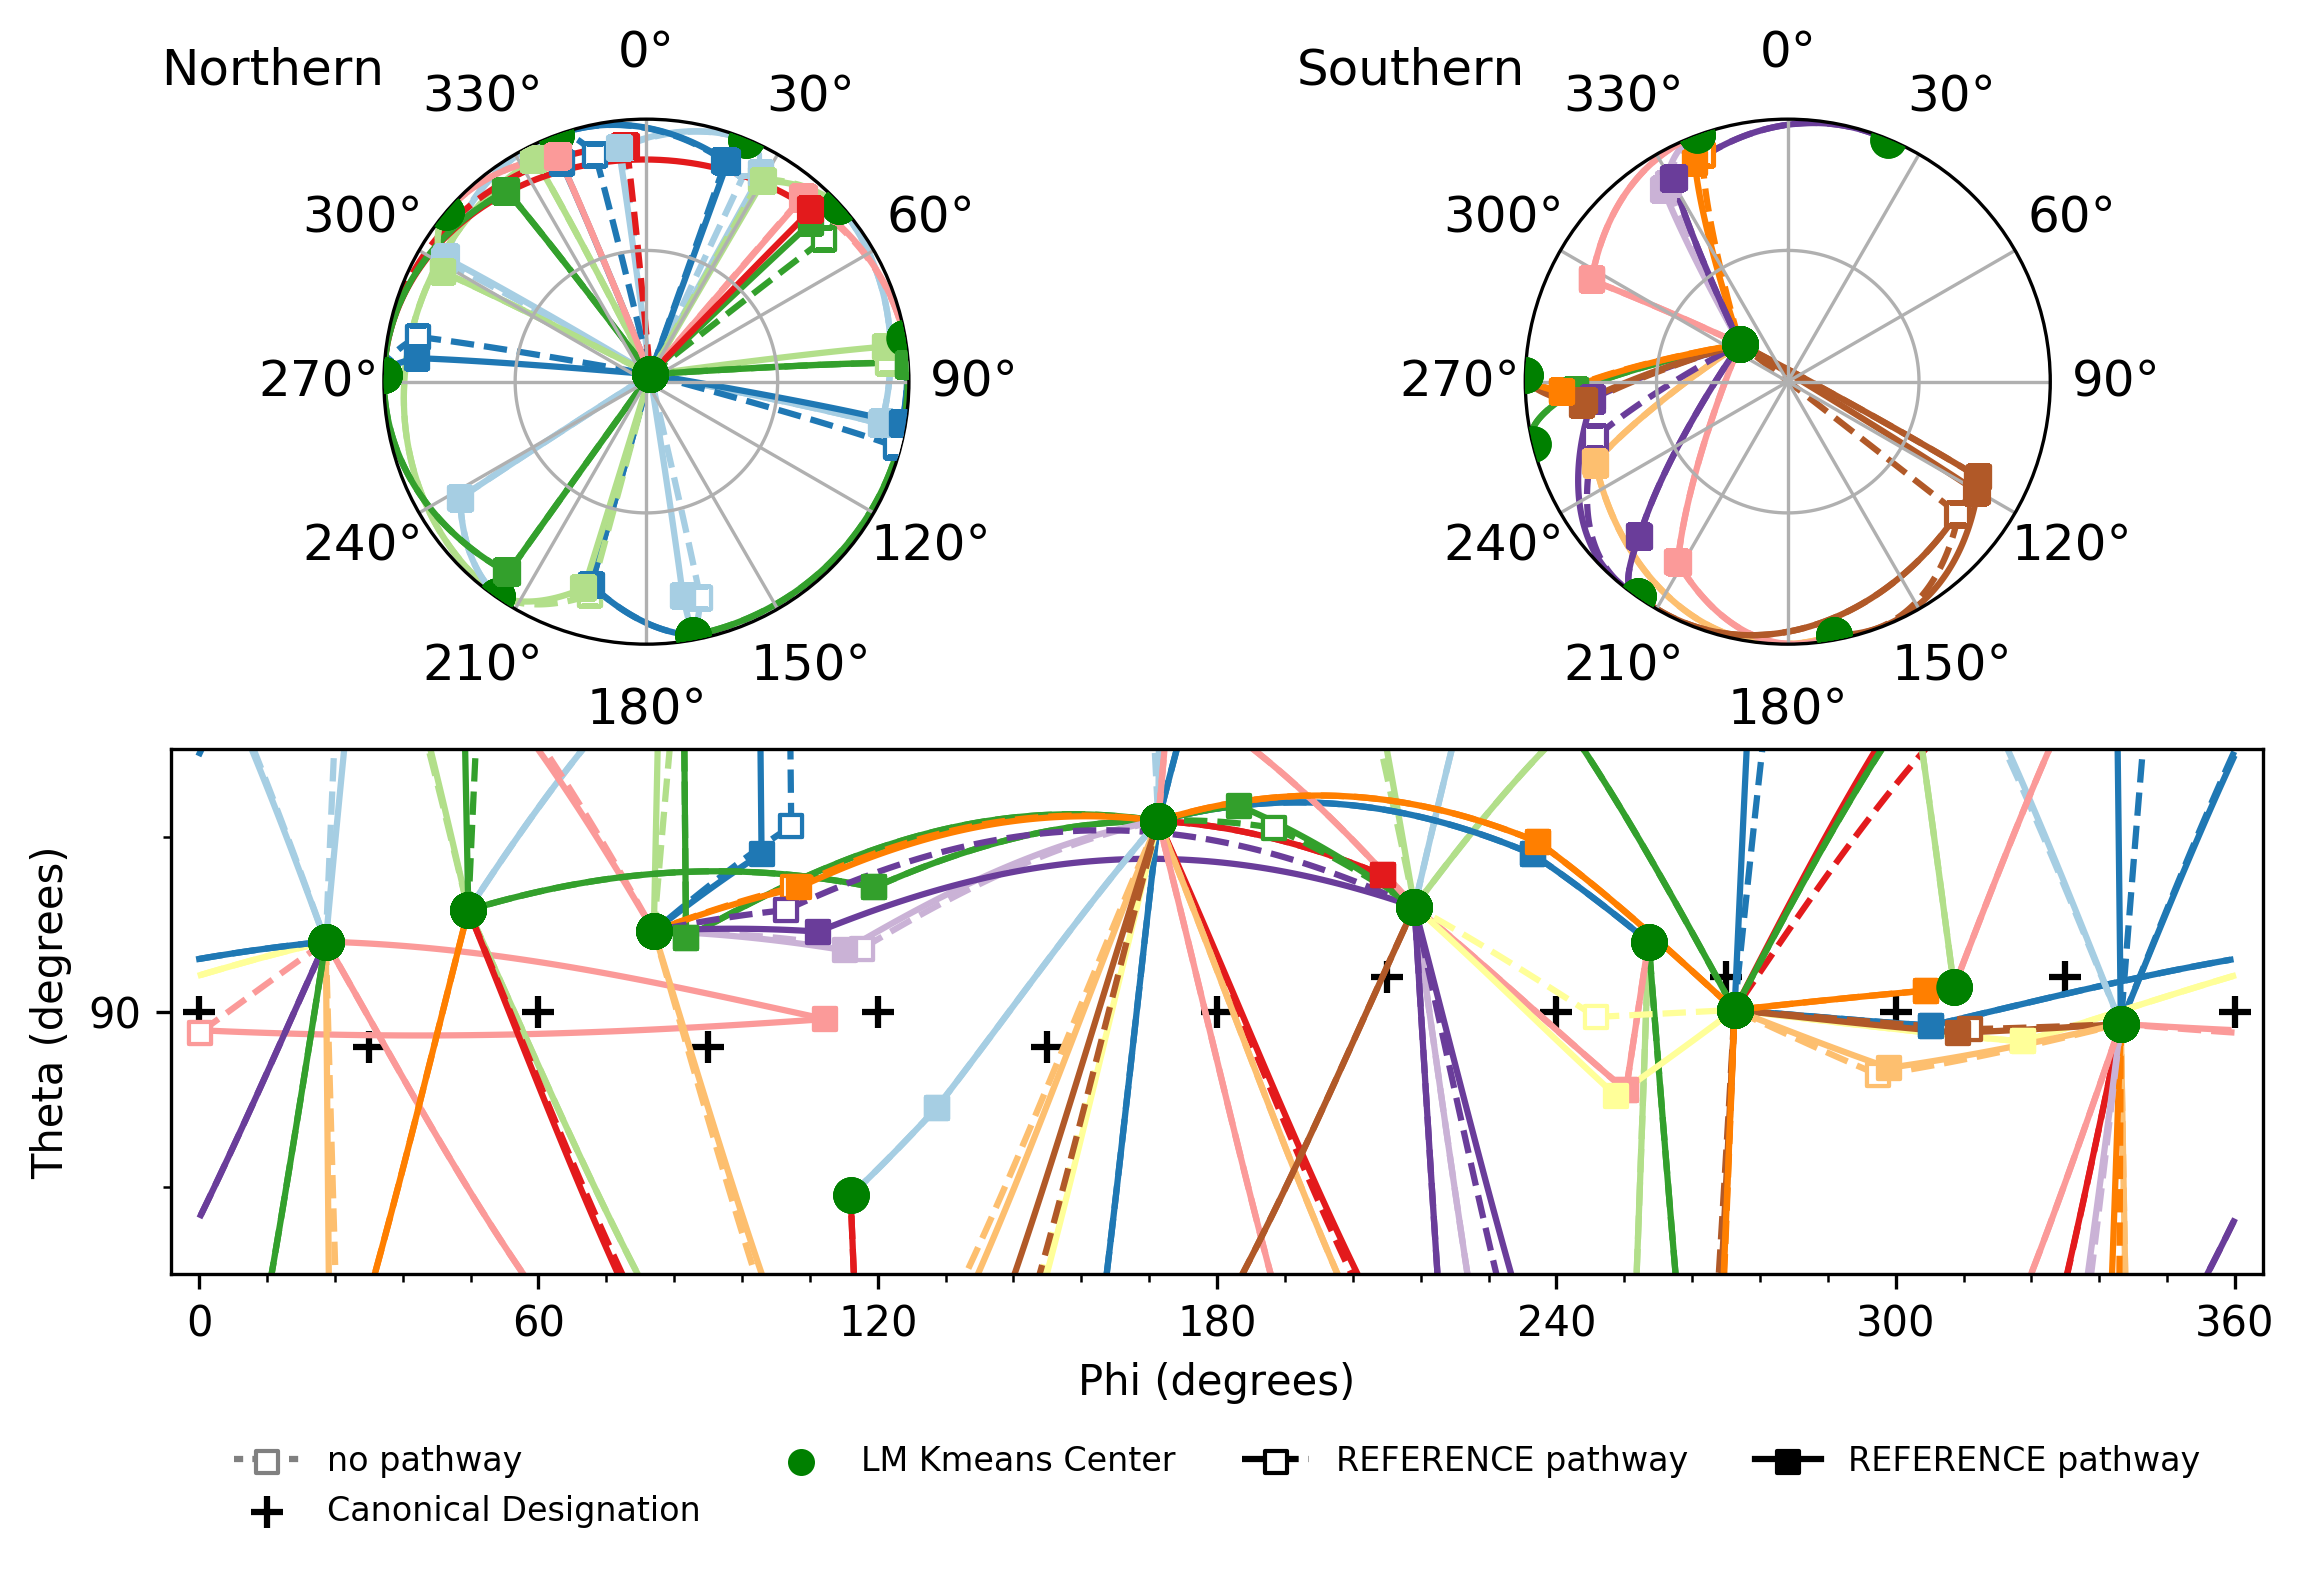 Northern
0°
330°
30°
300°
60°
270°
90°
240°
120°
210°
150°
180°
Southern
0°
330°
30°
300°
60°
270°
90°
240°
120°
210°
150°
180°
Theta (degrees)
90
0 60 120 180 240 300 360
Phi (degrees)
no pathway
Canonical Designation
LM Kmeans Center
REFERENCE pathway
REFERENCE pathway